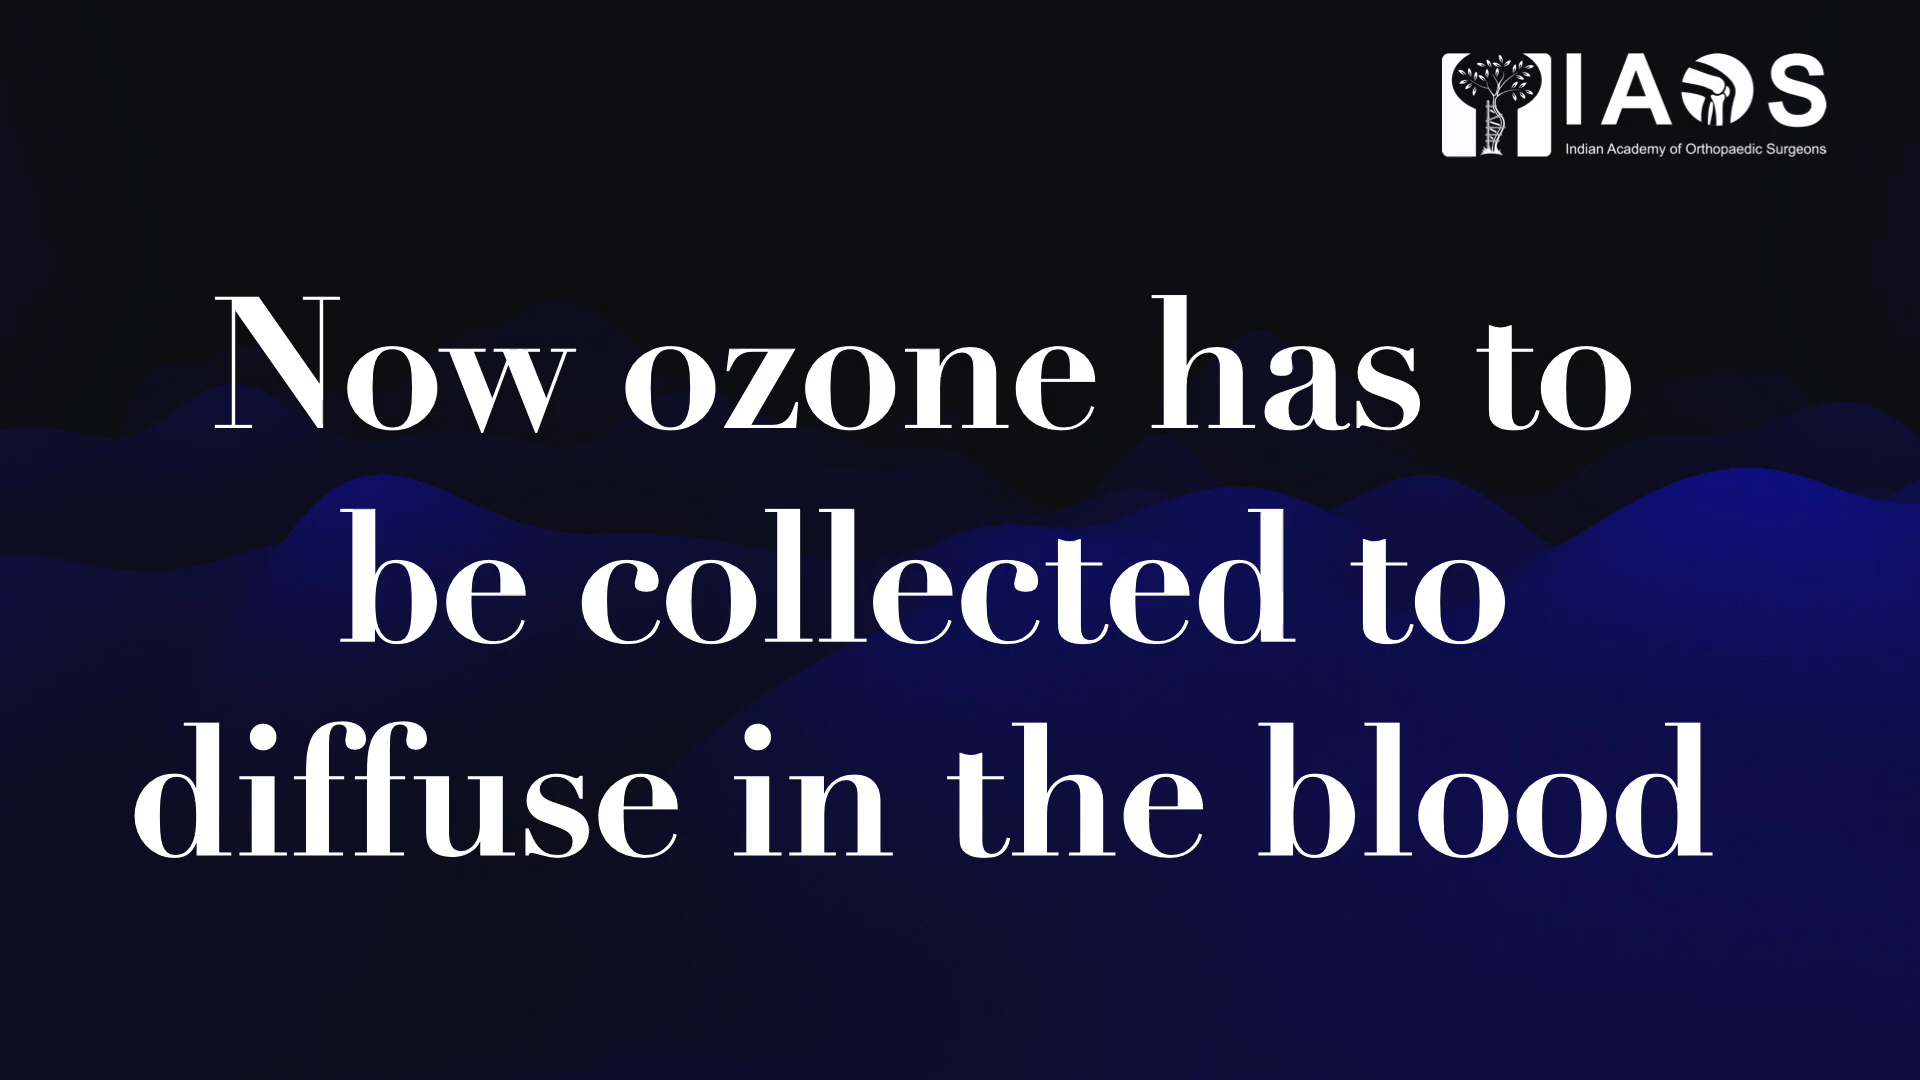 IAOS
Indian Academy of Orthopaedic Surgeons
Now ozone has to
be collected to
diffuse in the blood